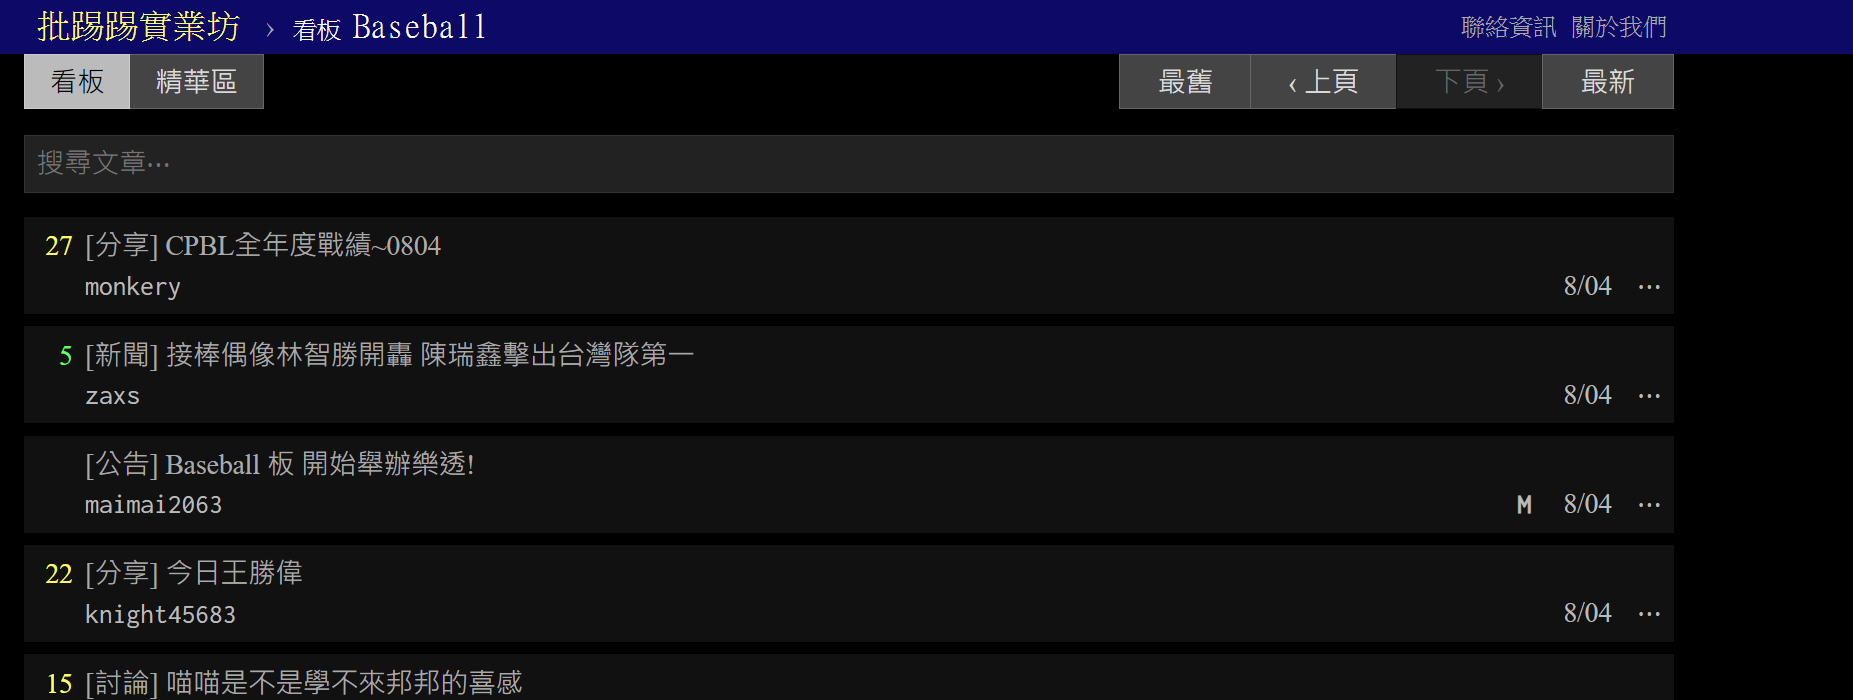 批踢踢實業坊 › 看板 Baseball 聯絡資訊 關於我們
看板 精華區 最舊 ‹ 上頁 下頁 › 最新
搜尋文章⋯
27 [分享] CPBL全年度戰績~0804
monkery 8/04 ⋯
5 [新聞] 接棒偶像林智勝開轟 陳瑞鑫擊出台灣隊第一
zaxs 8/04 ⋯
[公告] Baseball 板 開始舉辦樂透!
maimai2063 M 8/04 ⋯
22 [分享] 今日王勝偉
knight45683 8/04 ⋯
15 [討論] 喵喵是不是學不來邦邦的喜感